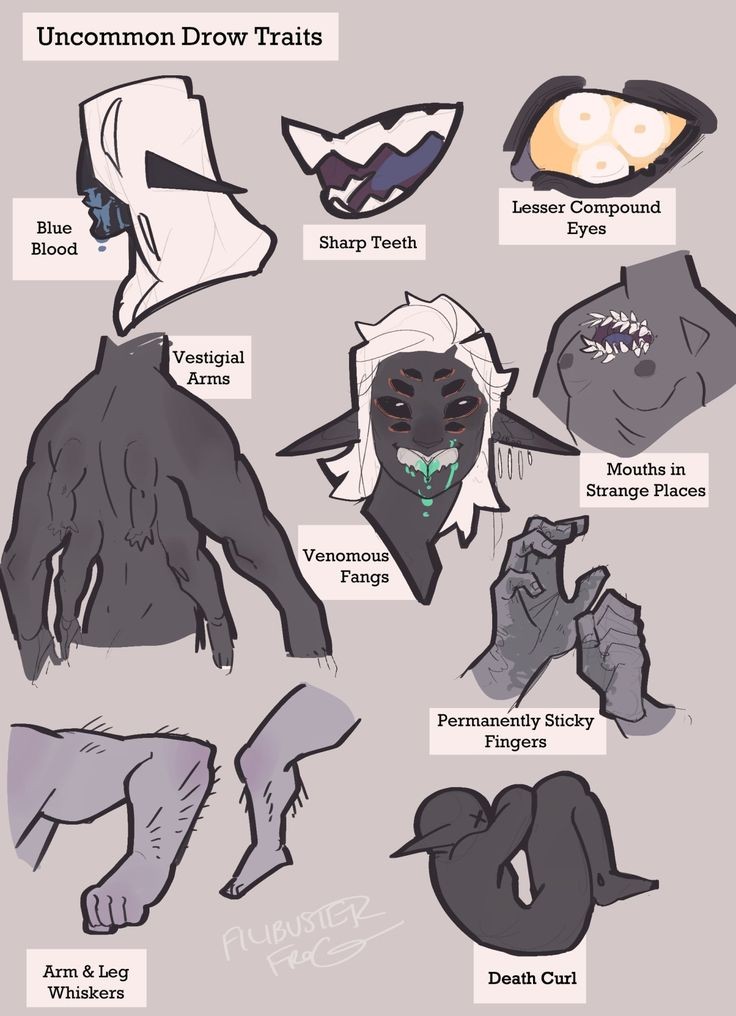 Uncommon Drow Traits
Blue
Blood
Sharp Teeth
Lesser Compound
Eyes
Vestigial
Arms
Venomous
Fangs
Mouths in
Strange Places
Permanently Sticky
Fingers
Arm & Leg
Whiskers
Death Curl
FILIBUSTER
FROG